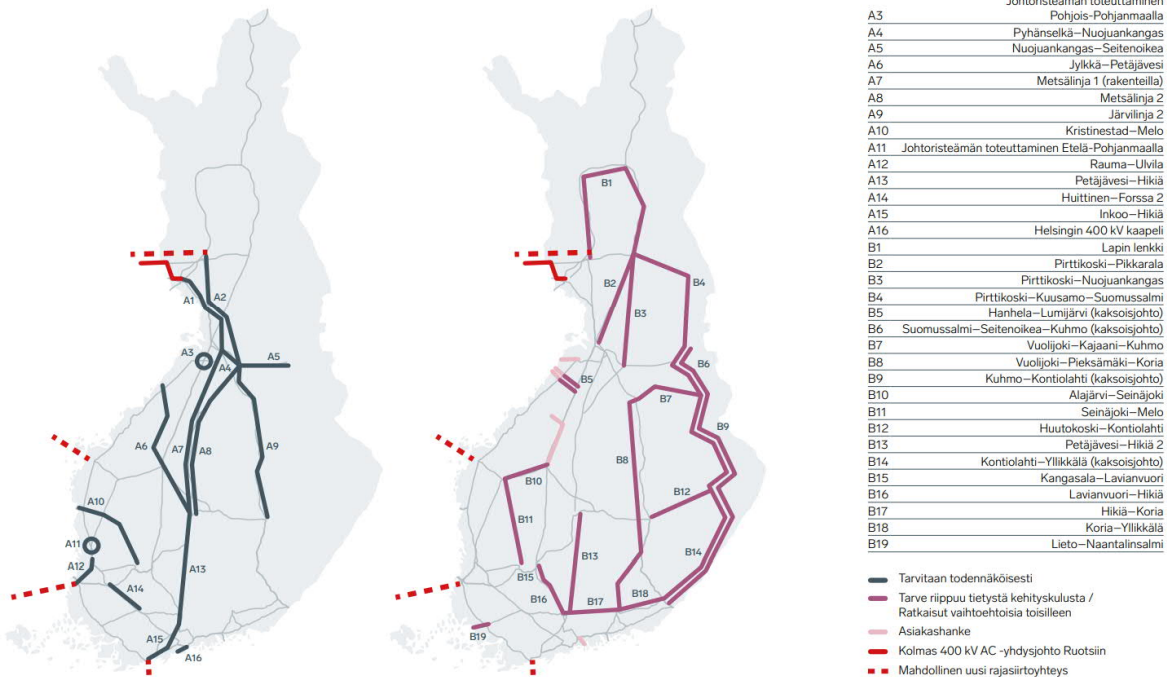 A1
A2
A3
A4
A5
A6
A7
A8
A9
A10
A11
A12
A13
A14
A15
A16
B1
B2
B3
B4
B5
B6
B7
B8
B9
B10
B11
B12
B13
B14
B15
B16
B17
B18
B19
Johtoristeämän toteuttaminen
A3 Pohjois-Pohjanmaalla
A4 Pyhänselkä–Nuojuankangas
A5 Nuojuankangas–Seitenoikea
A6 Jylkkä–Petäjävesi
A7 Metsälinja 1 (rakenteilla)
A8 Metsälinja 2
A9 Järvilinja 2
A10 Kristinestad–Melo
A11 Johtoristeämän toteuttaminen Etelä-Pohjanmaalla
A12 Rauma–Ulvila
A13 Petäjävesi–Hikiä
A14 Huittinen–Forssa 2
A15 Inkoo–Hikiä
A16 Helsingin 400 kV kaapeli
B1 Lapin lenkki
B2 Pirttikoski–Pikkarala
B3 Pirttikoski–Nuojuankangas
B4 Pirttikoski–Kuusamo–Suomussalmi
B5 Hanhela–Lumijärvi (kaksoisjohto)
B6 Suomussalmi–Seitenoikea–Kuhmo (kaksoisjohto)
B7 Vuolijoki–Kajaani–Kuhmo
B8 Vuolijoki–Pieksämäki–Koria
B9 Kuhmo–Kontiolahti (kaksoisjohto)
B10 Alajärvi–Seinäjoki
B11 Seinäjoki–Melo
B12 Huutokoski–Kontiolahti
B13 Petäjävesi–Hikiä 2
B14 Kontiolahti–Yllikkälä (kaksoisjohto)
B15 Kangasala–Lavianvuori
B16 Lavianvuori–Hikiä
B17 Hikiä–Koria
B18 Koria–Yllikkälä
B19 Lieto–Naantalinsalmi
Tarvitaan todennäköisesti
Tarve riippuu tietystä kehityskulusta /
Ratkaisut vaihtoehtoisia toisilleen
Asiakashanke
Kolmas 400 kV AC -yhdysjohto Ruotsiin
Mahdollinen uusi rajasiirtoyhteys